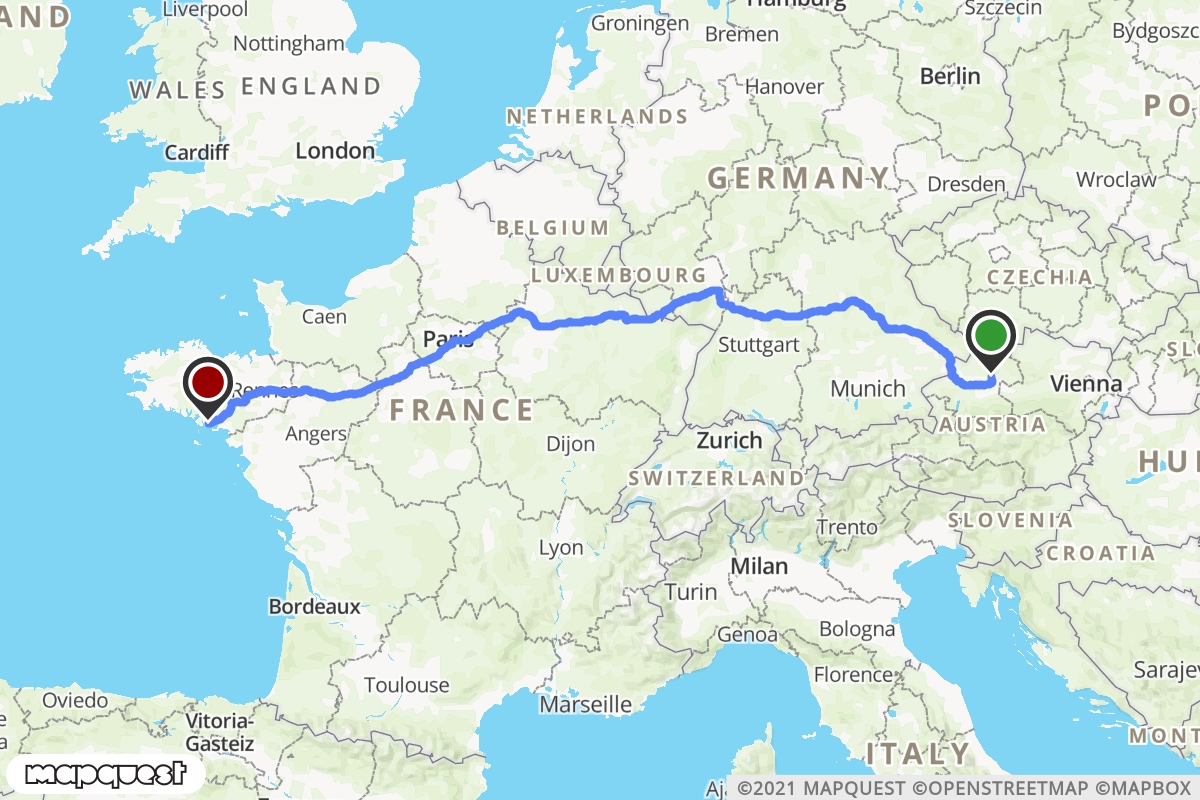 AND
Liverpool
Groningen
Hamburg
Szczecin
Bremen
Bydgoszc
Nottingham
WALES
ENGLAND
Hanover
Berlin
NETHERLANDS
PO
Cardiff
London
GERMANY
Dresden
Wroclaw
BELGIUM
LUXEMBOURG
CZECHIA
Caen
Paris
Stuttgart
SL
Rennes
Munich
Vienna
FRANCE
Angers
AUSTRIA
Dijon
Zurich
HU
SWITZERLAND
SLOVENIA
Trento
Lyon
CROATIA
Milan
Turin
Bordeaux
Genoa
Bologna
Toulouse
Florence
Sarajev
Oviedo
Marseille
Vitoria-
Gasteiz
e
a
MONT
ITALY
mapquest
Aj
©2021 MAPQUEST ©OPENSTREETMAP ©MAPBOX